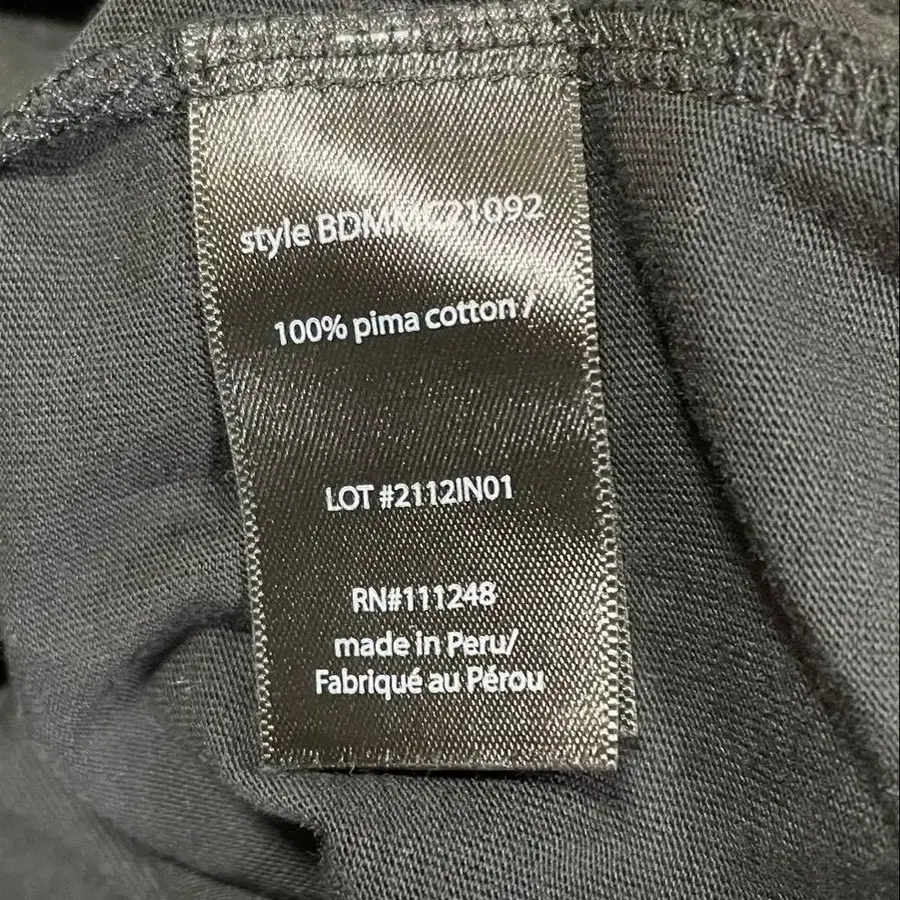 style
100% pima cotton /
LOT #2112IN01
RN#111248
made in Peru/
Fabriqué au Pérou